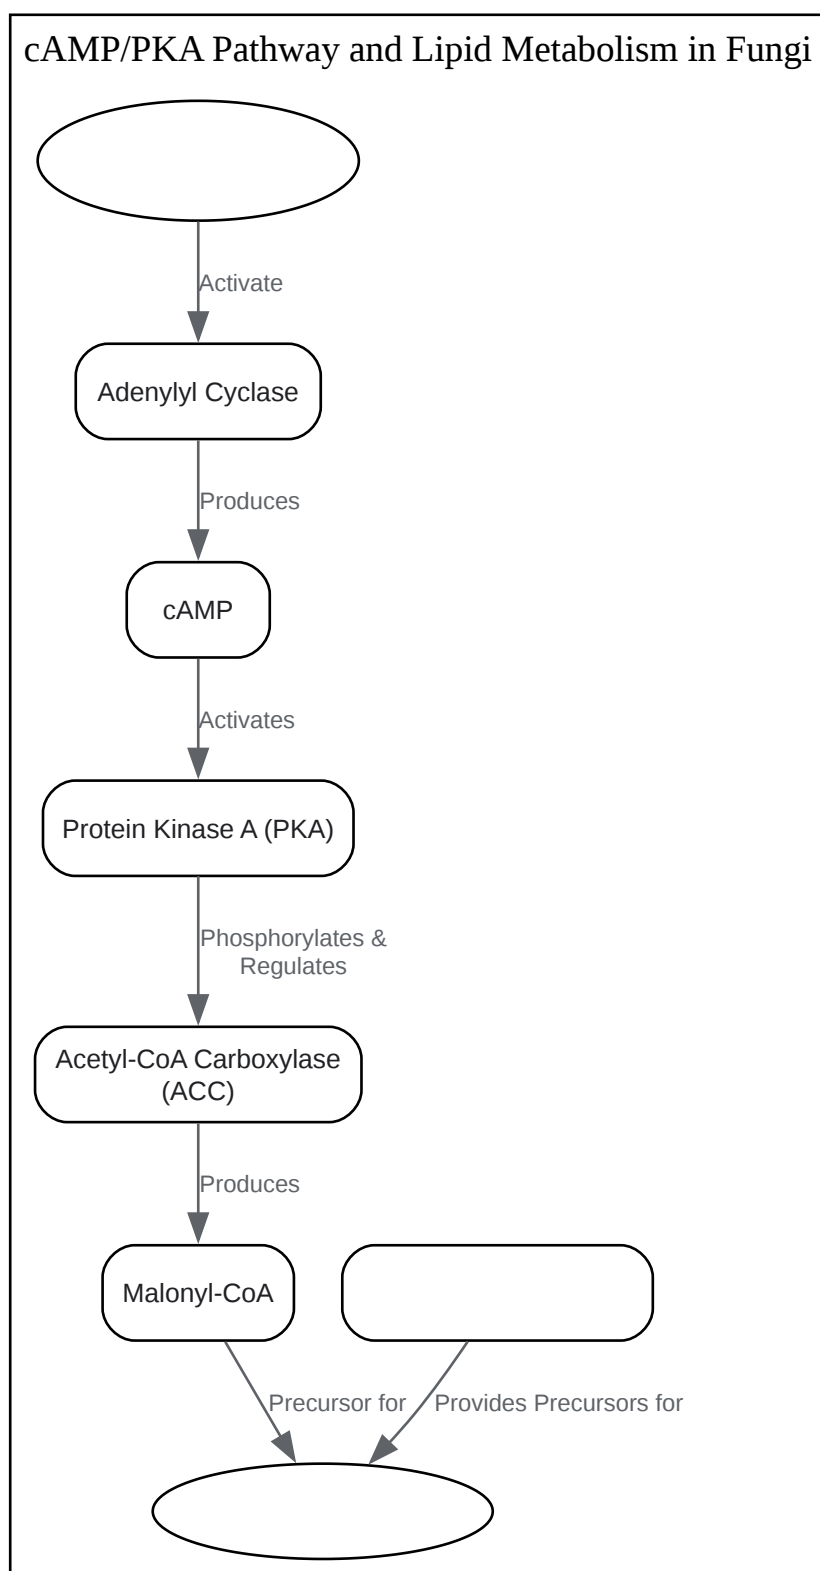 cAMP/PKA Pathway and Lipid Metabolism in Fungi
Activate
Adenylyl Cyclase
Produces
cAMP
Activates
Protein Kinase A (PKA)
Phosphorylates &
Regulates
Acetyl-CoA Carboxylase
(ACC)
Produces
Malonyl-CoA
Precursor for
Provides Precursors for